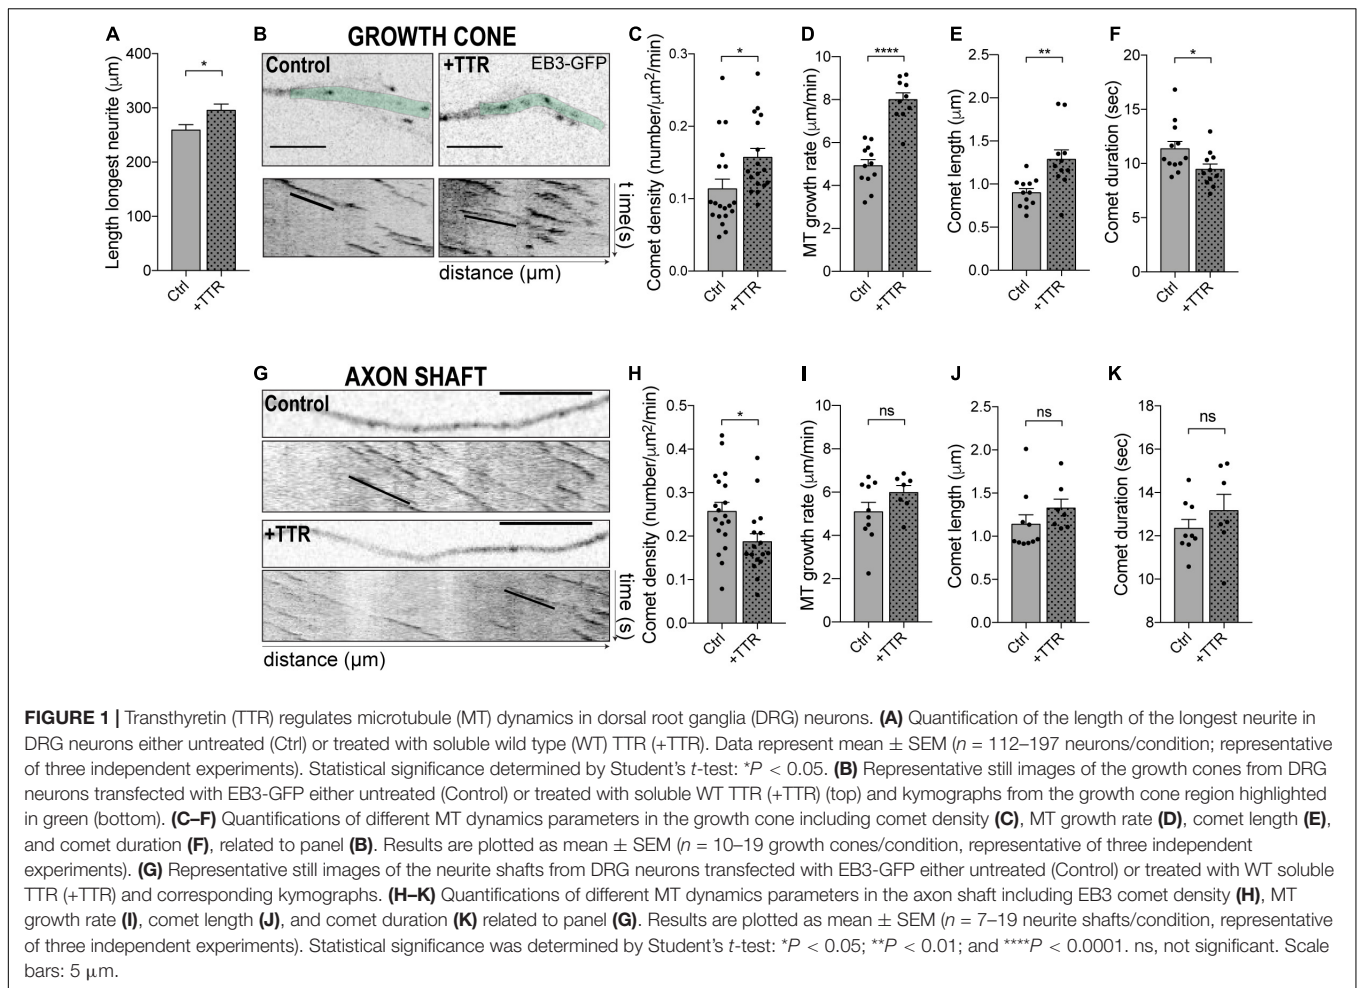 A
Length longest neurite (μm)
400
300
200
100
0
*
Ctrl
+TTR
B
GROWTH CONE
Control
+TTR
EB3-GFP
time(s)
distance (μm)
C
Comet density (number/μm²/min)
0.3
0.2
0.1
0.0
*
Ctrl
+TTR
D
MT growth rate (μm/min)
10
8
6
4
2
0
****
Ctrl
+TTR
E
Comet length (μm)
2.5
2.0
1.5
1.0
0.5
0.0
**
Ctrl
+TTR
F
Comet duration (sec)
20
15
10
5
0
*
Ctrl
+TTR
G
AXON SHAFT
Control
+TTR
time (s)
distance (μm)
H
Comet density (number/μm²/min)
0.5
0.4
0.3
0.2
0.1
0.0
*
Ctrl
+TTR
I
MT growth rate (μm/min)
10
8
6
4
2
0
ns
Ctrl
+TTR
J
Comet length (μm)
2.5
2.0
1.5
1.0
0.5
0.0
ns
Ctrl
+TTR
K
Comet duration (sec)
18
16
14
12
10
8
ns
Ctrl
+TTR
FIGURE 1 | Transthyretin (TTR) regulates microtubule (MT) dynamics in dorsal root ganglia (DRG) neurons. (A) Quantification of the length of the longest neurite in
DRG neurons either untreated (Ctrl) or treated with soluble wild type (WT) TTR (+TTR). Data represent mean ± SEM (n = 112–197 neurons/condition; representative
of three independent experiments). Statistical significance determined by Student's t-test: *P < 0.05. (B) Representative still images of the growth cones from DRG
neurons transfected with EB3-GFP either untreated (Control) or treated with soluble WT TTR (+TTR) (top) and kymographs from the growth cone region highlighted
in green (bottom). (C–F) Quantifications of different MT dynamics parameters in the growth cone including comet density (C), MT growth rate (D), comet length (E),
and comet duration (F), related to panel (B). Results are plotted as mean ± SEM (n = 10–19 growth cones/condition, representative of three independent
experiments). (G) Representative still images of the neurite shafts from DRG neurons transfected with EB3-GFP either untreated (Control) or treated with WT soluble
TTR (+TTR) and corresponding kymographs. (H–K) Quantifications of different MT dynamics parameters in the axon shaft including EB3 comet density (H), MT
growth rate (I), comet length (J), and comet duration (K) related to panel (G). Results are plotted as mean ± SEM (n = 7–19 neurite shafts/condition, representative
of three independent experiments). Statistical significance was determined by Student's t-test: *P < 0.05; **P < 0.01; and ****P < 0.0001. ns, not significant. Scale
bars: 5 μm.